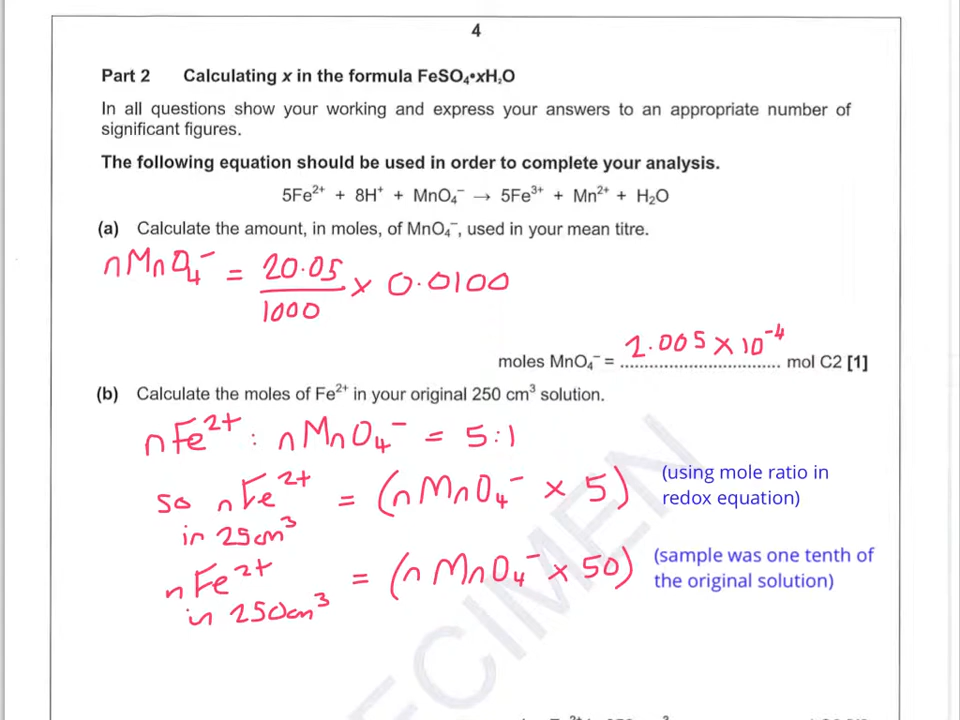 4
Part 2 Calculating x in the formula FeSO₄•xH₂O
In all questions show your working and express your answers to an appropriate number of
significant figures.
The following equation should be used in order to complete your analysis.
5Fe²⁺ + 8H⁺ + MnO₄⁻ → 5Fe³⁺ + Mn²⁺ + H₂O
(a) Calculate the amount, in moles, of MnO₄⁻, used in your mean titre.
nMnO₄⁻ = 20.05/1000 × 0.0100
2.005 × 10⁻⁴
moles MnO₄⁻ = ................................ mol C2 [1]
(b) Calculate the moles of Fe²⁺ in your original 250 cm³ solution.
nFe²⁺ : nMnO₄⁻ = 5:1
so nFe²⁺ = (nMnO₄⁻ × 5)
in 25cm³
(using mole ratio in
redox equation)
nFe²⁺ = (nMnO₄⁻ × 50)
in 250cm³
(sample was one tenth of
the original solution)
ECIMEN